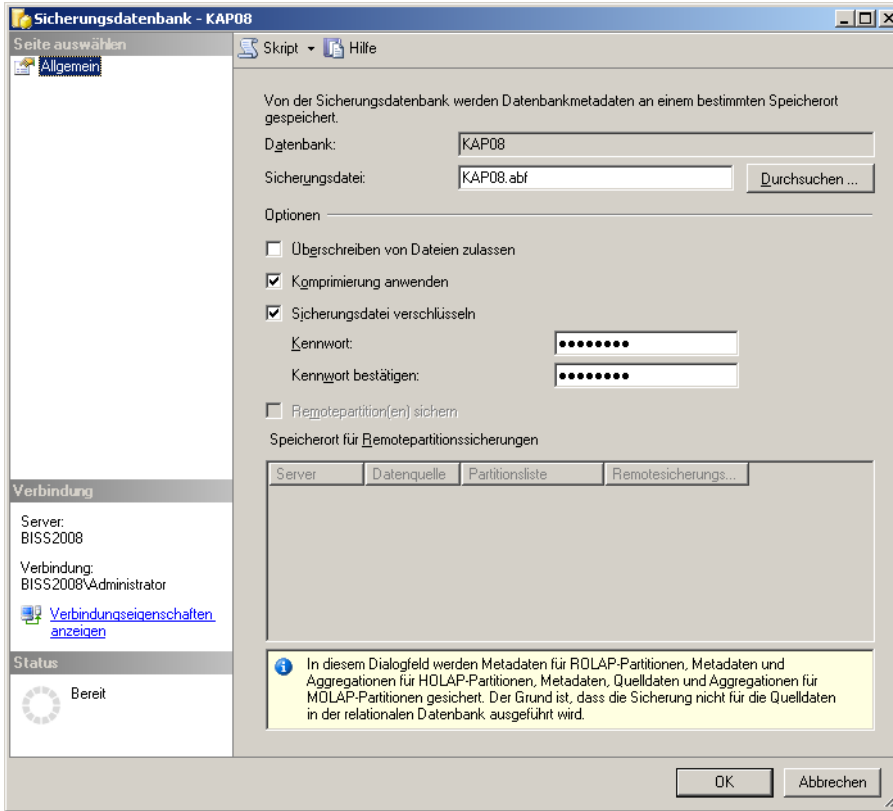 Sicherungsdatenbank - KAP08
Seite auswählen
Allgemein
Skript
Hilfe
Von der Sicherungsdatenbank werden Datenbankmetadaten an einem bestimmten Speicherort
gespeichert.
Datenbank:
KAP08
Sicherungsdatei:
KAP08.abf
Durchsuchen ...
Optionen
Überschreiben von Dateien zulassen
Komprimierung anwenden
Sicherungsdatei verschlüsseln
Kennwort:
●●●●●●●●
Kennwort bestätigen:
●●●●●●●●
Remotepartition(en) sichern
Speicherort für Remotepartitionssicherungen
Server Datenquelle Partitionsliste Remotesicherungs...
Verbindung
Server:
BISS2008
Verbindung:
BISS2008\Administrator
Verbindungseigenschaften
anzeigen
Status
Bereit
In diesem Dialogfeld werden Metadaten für ROLAP-Partitionen, Metadaten und
Aggregationen für HOLAP-Partitionen, Metadaten, Quelldaten und Aggregationen für
MOLAP-Partitionen gesichert. Der Grund ist, dass die Sicherung nicht für die Quelldaten
in der relationalen Datenbank ausgeführt wird.
OK
Abbrechen